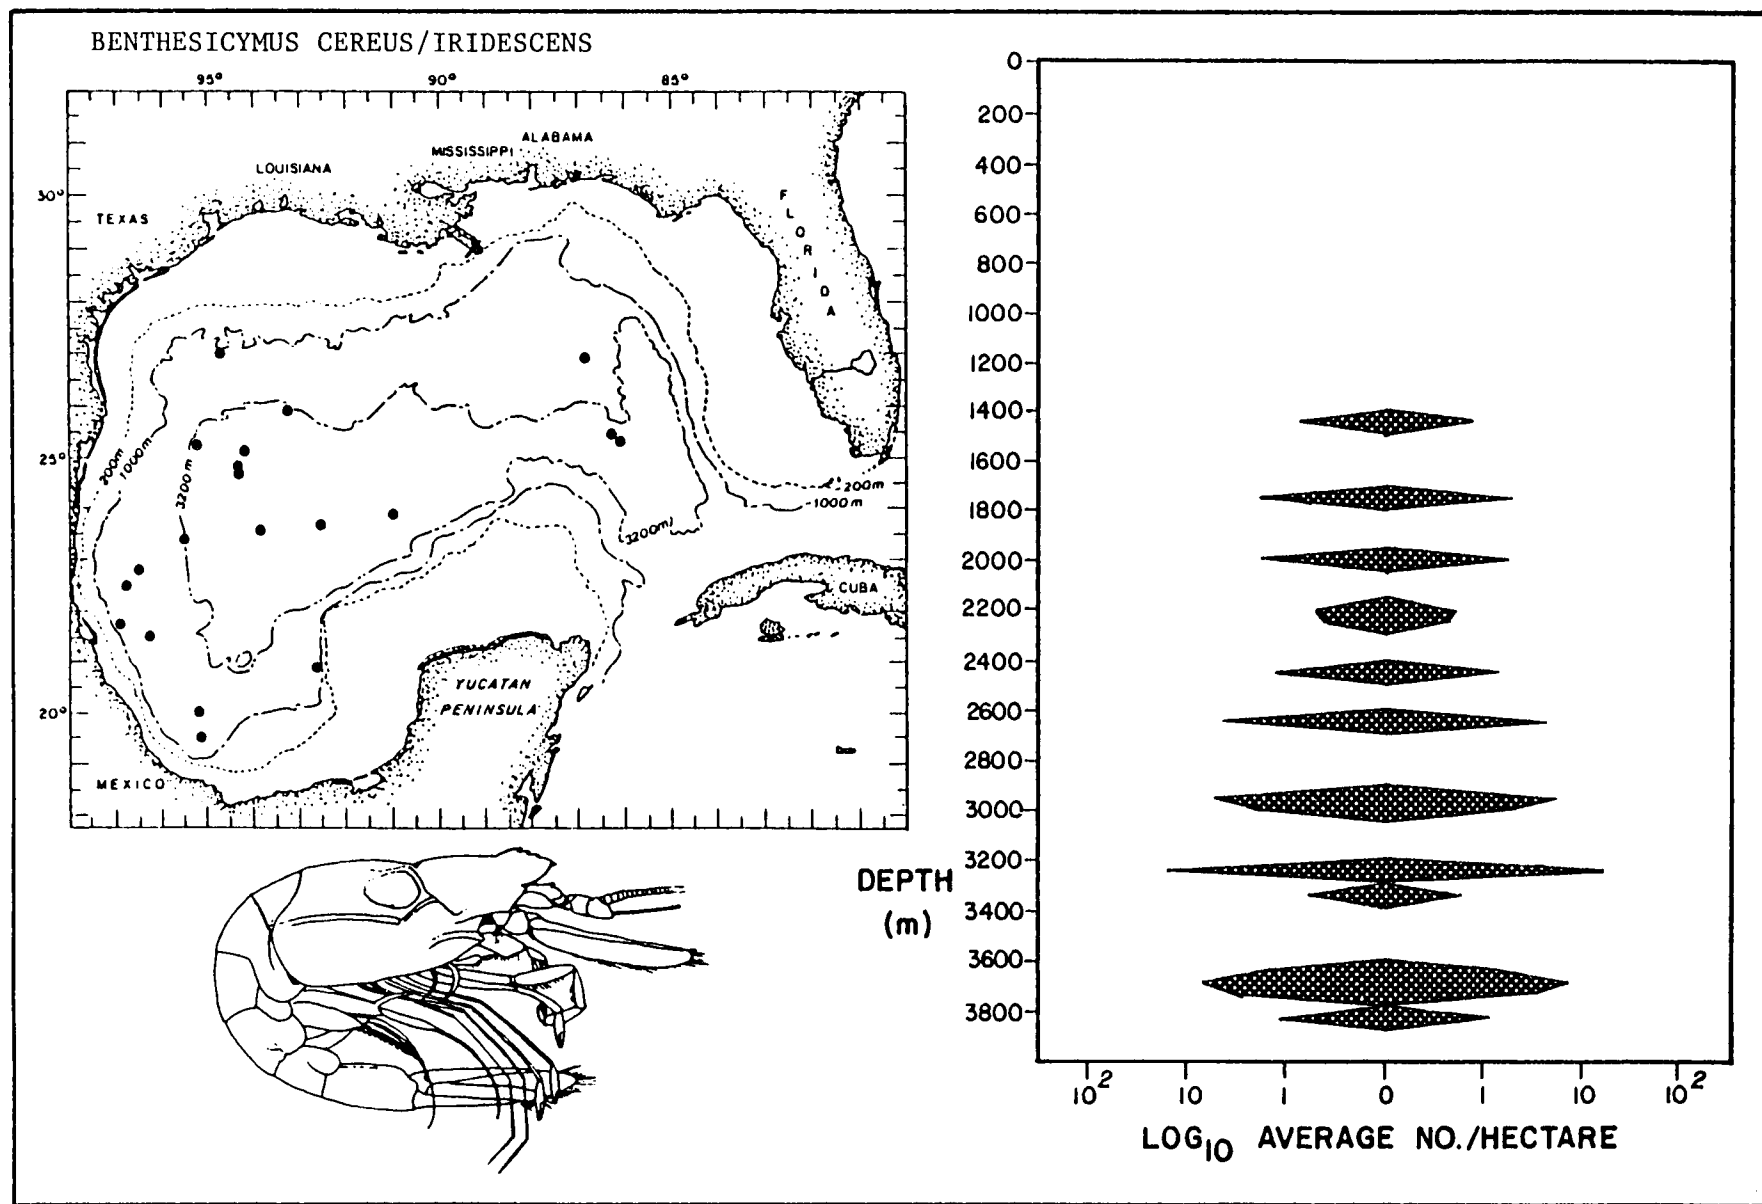 BENTHESICYMUS CEREUS/IRIDESCENS
95° 90° 85°
ALABAMA
MISSISSIPPI
LOUISIANA
30°
TEXAS
FLORIDA
25°
200m
1000m
3200m
200m
1000m
3200m
CUBA
YUCATAN
PENINSULA
20°
MEXICO
0
200
400
600
800
1000
1200
1400
1600
1800
2000
2200
2400
2600
2800
3000
3200
3400
3600
3800
DEPTH
(m)
10² 10 1 0 1 10 10²
LOG₁₀ AVERAGE NO./HECTARE